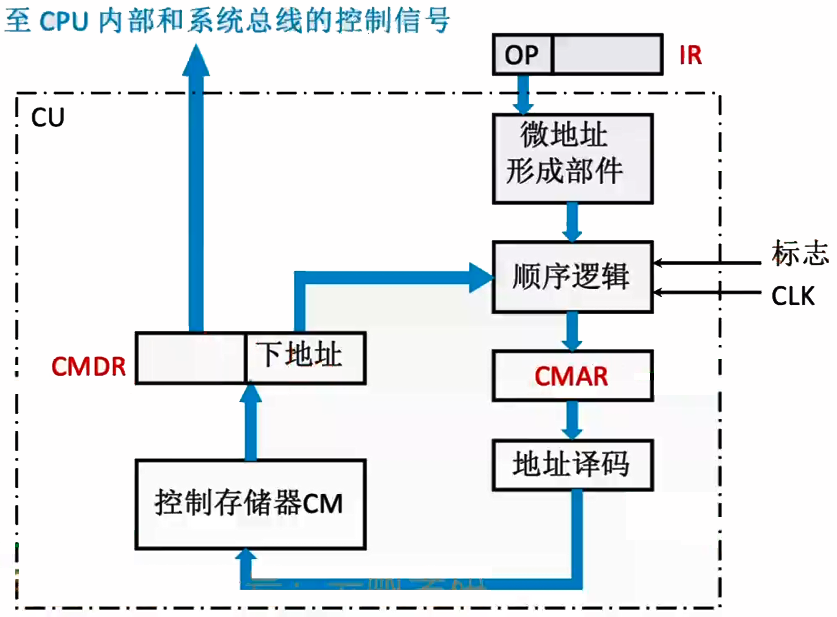 至 CPU 内部和系统总线的控制信号
OP
IR
CU
微地址
形成部件
顺序逻辑
标志
CLK
CMDR
下地址
CMAR
地址译码
控制存储器CM